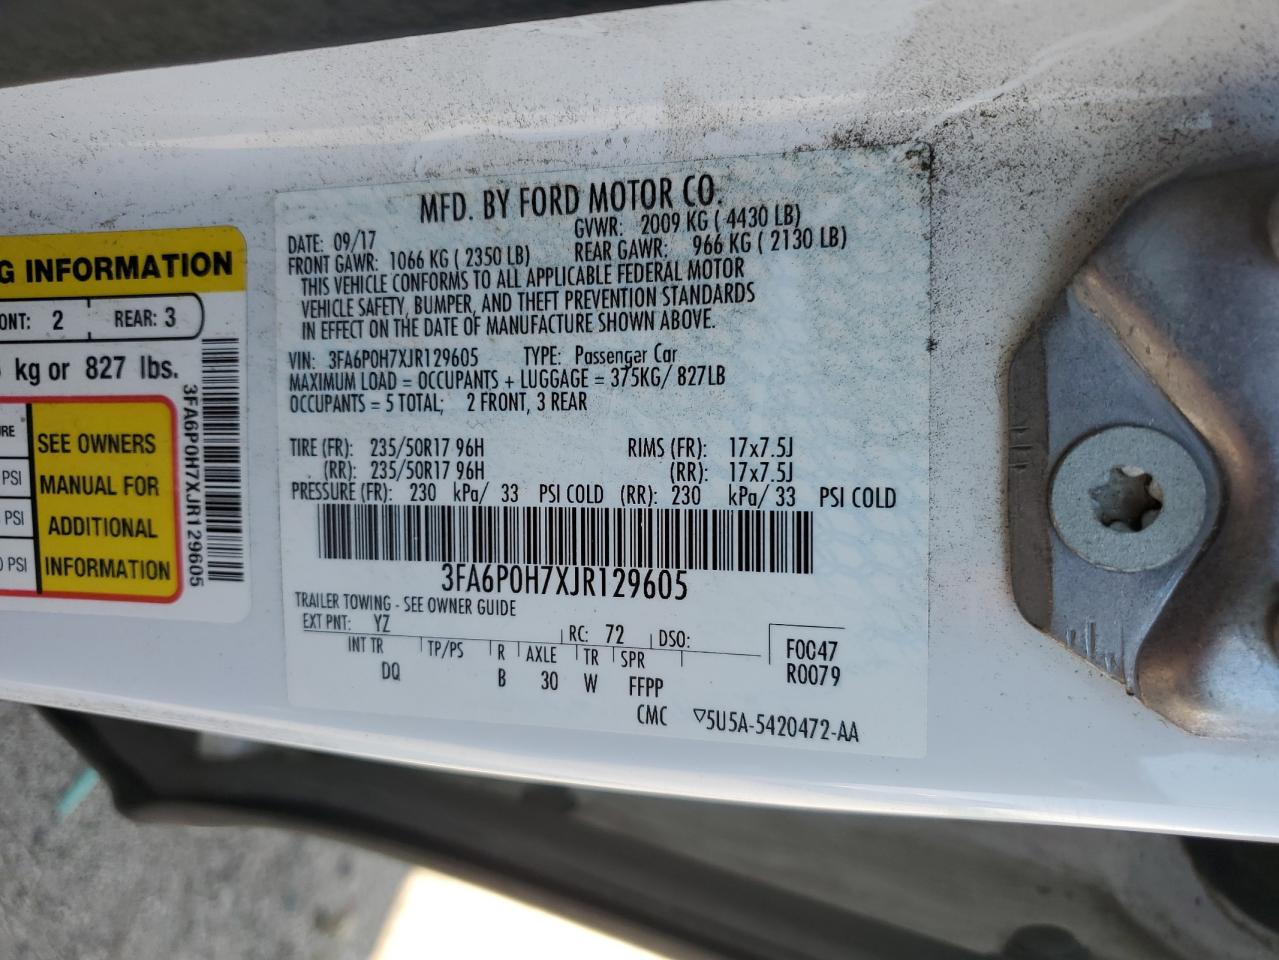 G INFORMATION
ONT: 2 REAR: 3
kg or 827 lbs.
URE
PSI
PSI
PSI
SEE OWNERS
MANUAL FOR
ADDITIONAL
INFORMATION
3FA6P0H7XJR129605
MFD. BY FORD MOTOR CO.
DATE: 09/17 GVWR: 2009 KG ( 4430 LB)
FRONT GAWR: 1066 KG ( 2350 LB) REAR GAWR: 966 KG ( 2130 LB)
THIS VEHICLE CONFORMS TO ALL APPLICABLE FEDERAL MOTOR
VEHICLE SAFETY, BUMPER, AND THEFT PREVENTION STANDARDS
IN EFFECT ON THE DATE OF MANUFACTURE SHOWN ABOVE.
VIN: 3FA6P0H7XJR129605 TYPE: Passenger Car
MAXIMUM LOAD = OCCUPANTS + LUGGAGE = 375KG/ 827LB
OCCUPANTS = 5 TOTAL; 2 FRONT, 3 REAR
TIRE (FR): 235/50R17 96H RIMS (FR): 17x7.5J
(RR): 235/50R17 96H (RR): 17x7.5J
PRESSURE (FR): 230 kPa/ 33 PSI COLD (RR): 230 kPa/ 33 PSI COLD
3FA6P0H7XJR129605
TRAILER TOWING - SEE OWNER GUIDE
EXT PNT: YZ RC: 72 DSO: F0C47
INT TR TP/PS R AXLE TR SPR R0079
DQ B 30 W FFPP
CMC ▽5U5A-5420472-AA